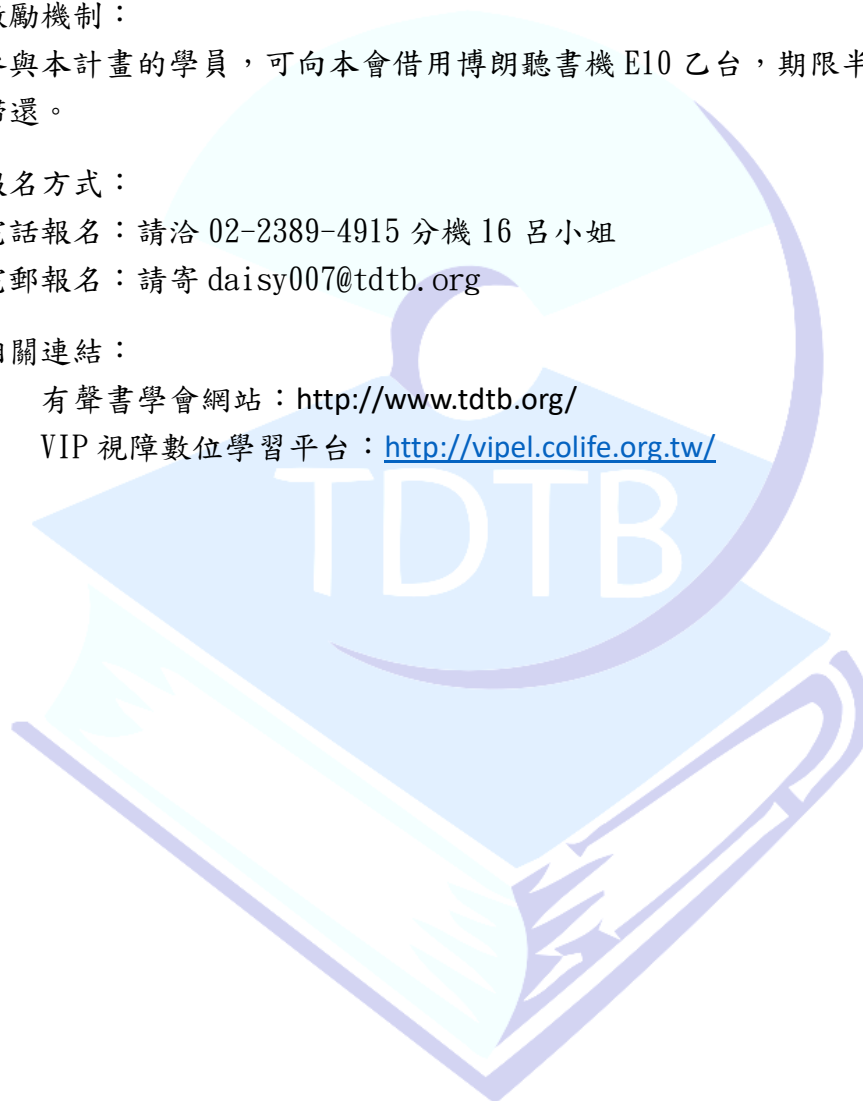 勵機制：
與本計畫的學員，可向本會借用博朗聽書機 E10 乙台，期限半
還。
名方式：
話報名：請洽 02-2389-4915 分機 16 呂小姐
郵報名：請寄 daisy007@tdtb.org
關連結：
有聲書學會網站：http://www.tdtb.org/
VIP 視障數位學習平台：http://vipel.colife.org.tw/
TDTB